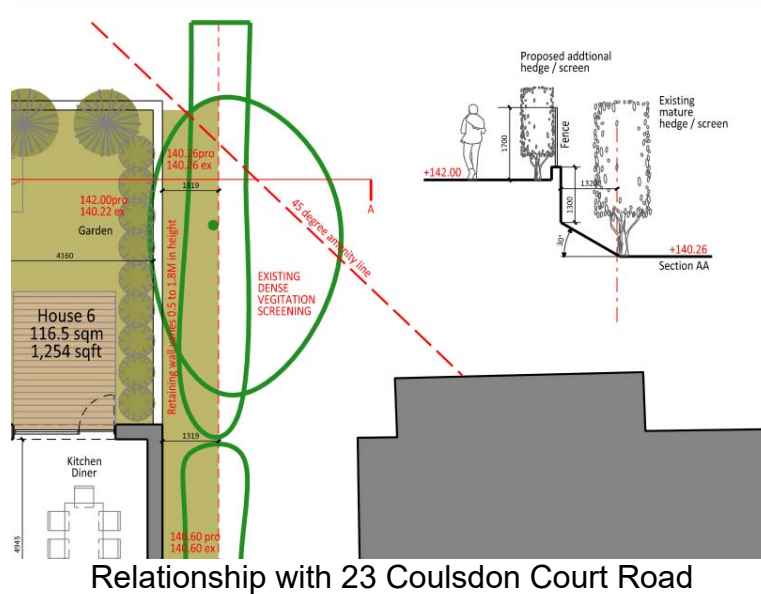 Proposed addtional
hedge / screen
Existing
mature
hedge / screen
Fence
1700
+142.00
1320
1300
30°
+140.26
Section AA
140.26pro
140.26 ex
1319
142.00pro
140.22 ex
Garden
4160
A
45 degree amenity line
EXISTING
DENSE
VEGITATION
SCREENING
Retaining wall varies 0.5 to 1.8M in height
House 6
116.5 sqm
1,254 sqft
1319
Kitchen
Diner
4945
140.60 pro
140.60 ex
Relationship with 23 Coulsdon Court Road